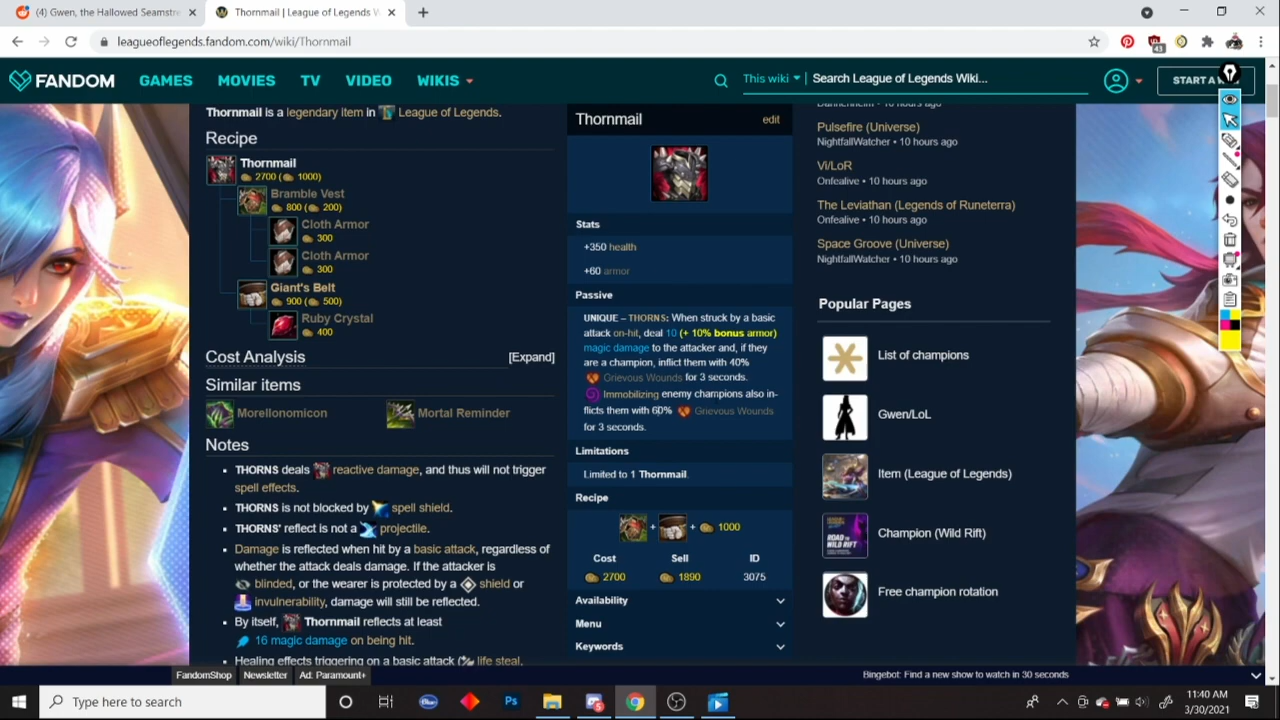 (4) Gwen, the Hallowed Seamstre
Thornmail | League of Legends W
leagueoflegends.fandom.com/wiki/Thornmail
43
FANDOM
GAMES
MOVIES
TV
VIDEO
WIKIS
This wiki
Search League of Legends Wiki...
START A W
Thornmail is a legendary item in League of Legends.
Recipe
Thornmail
2700 ( 1000)
Bramble Vest
800 ( 200)
Cloth Armor
300
Cloth Armor
300
Giant's Belt
900 ( 500)
Ruby Crystal
400
Cost Analysis
[Expand]
Similar items
Morellonomicon
Mortal Reminder
Notes
THORNS deals reactive damage, and thus will not trigger
spell effects.
THORNS is not blocked by spell shield.
THORNS' reflect is not a projectile.
Damage is reflected when hit by a basic attack, regardless of
whether the attack deals damage. If the attacker is
blinded, or the wearer is protected by a shield or
invulnerability, damage will still be reflected.
By itself, Thornmail reflects at least
16 magic damage on being hit.
Healing effects triggering on a basic attack ( life steal,
Thornmail
edit
Stats
+350 health
+60 armor
Passive
UNIQUE – THORNS: When struck by a basic
attack on-hit, deal 10 (+ 10% bonus armor)
magic damage to the attacker and, if they
are a champion, inflict them with 40%
Grievous Wounds for 3 seconds.
Immobilizing enemy champions also in-
flicts them with 60% Grievous Wounds
for 3 seconds.
Limitations
Limited to 1 Thornmail.
Recipe
+ + 1000
Cost
Sell
ID
2700
1890
3075
Availability
Menu
Keywords
Dannenheim • 10 hours ago
Pulsefire (Universe)
NightfallWatcher • 10 hours ago
Vi/LoR
Onfealive • 10 hours ago
The Leviathan (Legends of Runeterra)
Onfealive • 10 hours ago
Space Groove (Universe)
NightfallWatcher • 10 hours ago
Popular Pages
List of champions
Gwen/LoL
Item (League of Legends)
Champion (Wild Rift)
Free champion rotation
FandomShop
Newsletter
Ad: Paramount+
Bingebot: Find a new show to watch in 30 seconds
Type here to search
Ps
11:40 AM
3/30/2021